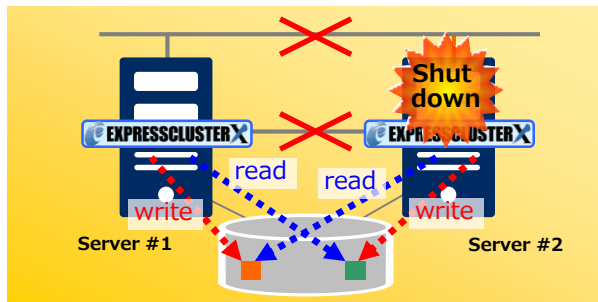 Shut
down
EXPRESSCLUSTER X
EXPRESSCLUSTER X
read
read
write
write
Server #1
Server #2